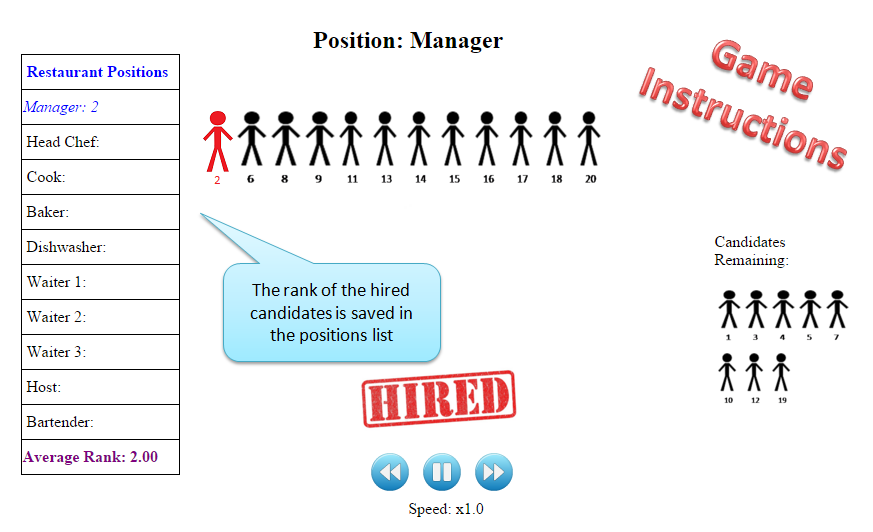 Position: Manager
Game
Instructions
Restaurant Positions
Manager: 2
Head Chef:
Cook:
Baker:
Dishwasher:
Waiter 1:
Waiter 2:
Waiter 3:
Host:
Bartender:
Average Rank: 2.00
2 6 8 9 11 13 14 15 16 17 18 20
The rank of the hired
candidates is saved in
the positions list
Candidates
Remaining:
1 3 4 5 7
10 12 19
HIRED
Speed: x1.0